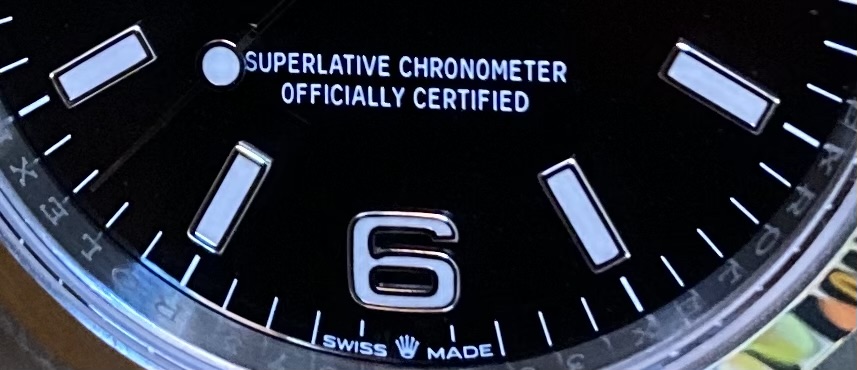 SUPERLATIVE CHRONOMETER
OFFICIALLY CERTIFIED
6
SWISS MADE